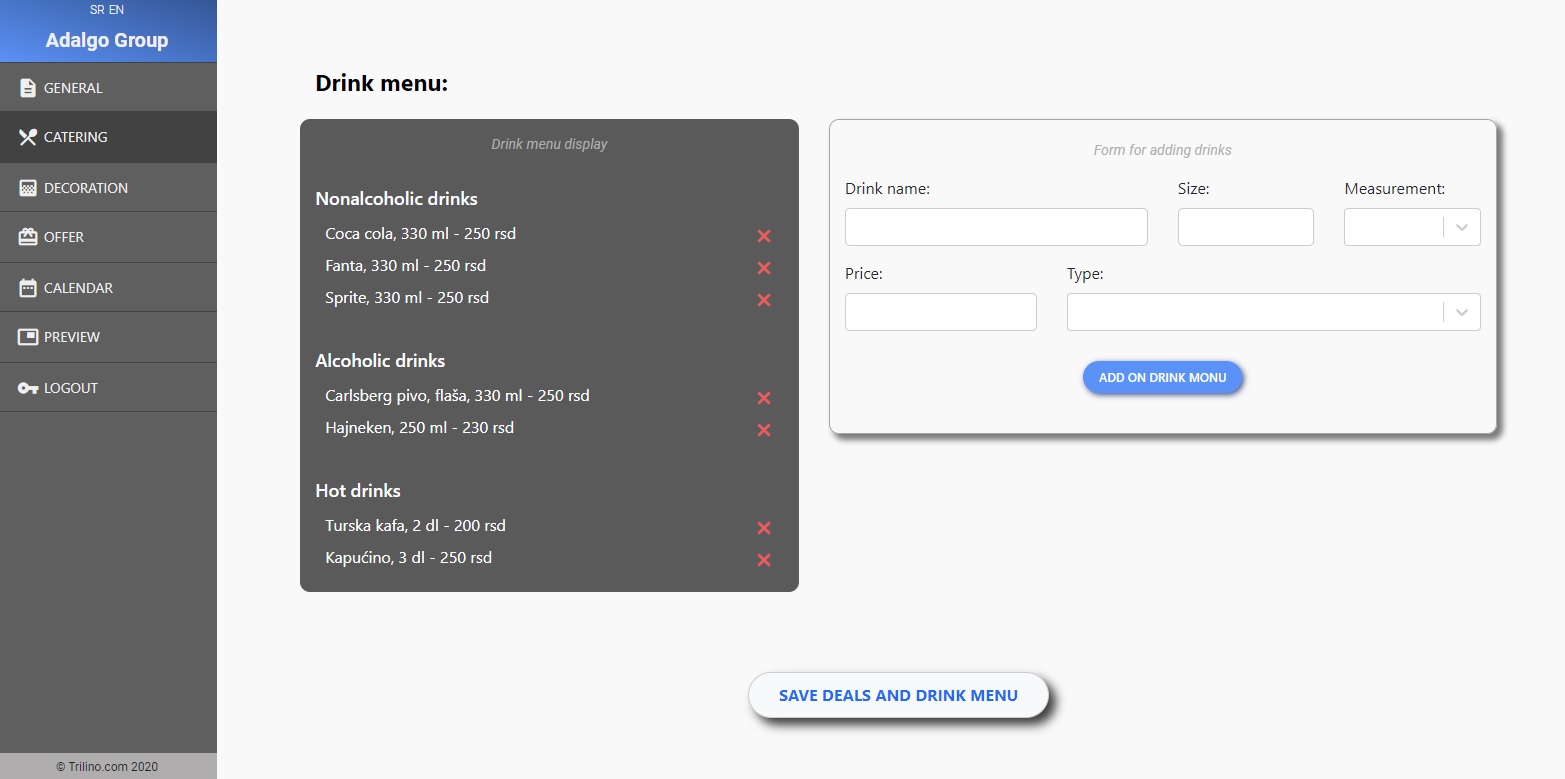 SR EN
Adalgo Group
GENERAL
CATERING
DECORATION
OFFER
CALENDAR
PREVIEW
LOGOUT
© Trilino.com 2020
Drink menu:
Drink menu display
Nonalcoholic drinks
Coca cola, 330 ml - 250 rsd
Fanta, 330 ml - 250 rsd
Sprite, 330 ml - 250 rsd
Alcoholic drinks
Carlsberg pivo, flaša, 330 ml - 250 rsd
Hajneken, 250 ml - 230 rsd
Hot drinks
Turska kafa, 2 dl - 200 rsd
Kapućino, 3 dl - 250 rsd
Form for adding drinks
Drink name: Size: Measurement:
Price: Type:
ADD ON DRINK MONU
SAVE DEALS AND DRINK MENU